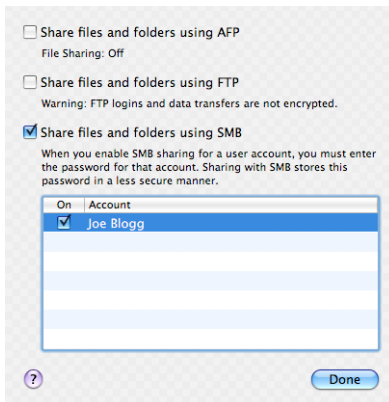 Share files and folders using AFP
File Sharing: Off
Share files and folders using FTP
Warning: FTP logins and data transfers are not encrypted.
Share files and folders using SMB
When you enable SMB sharing for a user account, you must enter
the password for that account. Sharing with SMB stores this
password in a less secure manner.
On Account
Joe Blogg
? Done